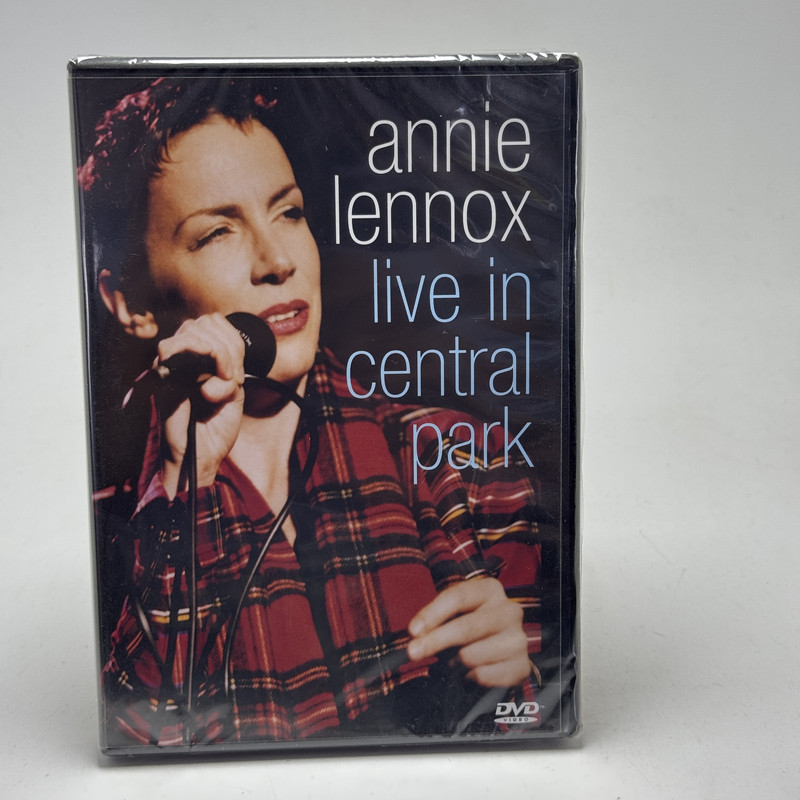 annie
lennox
live in
central
park
DVD
VIDEO